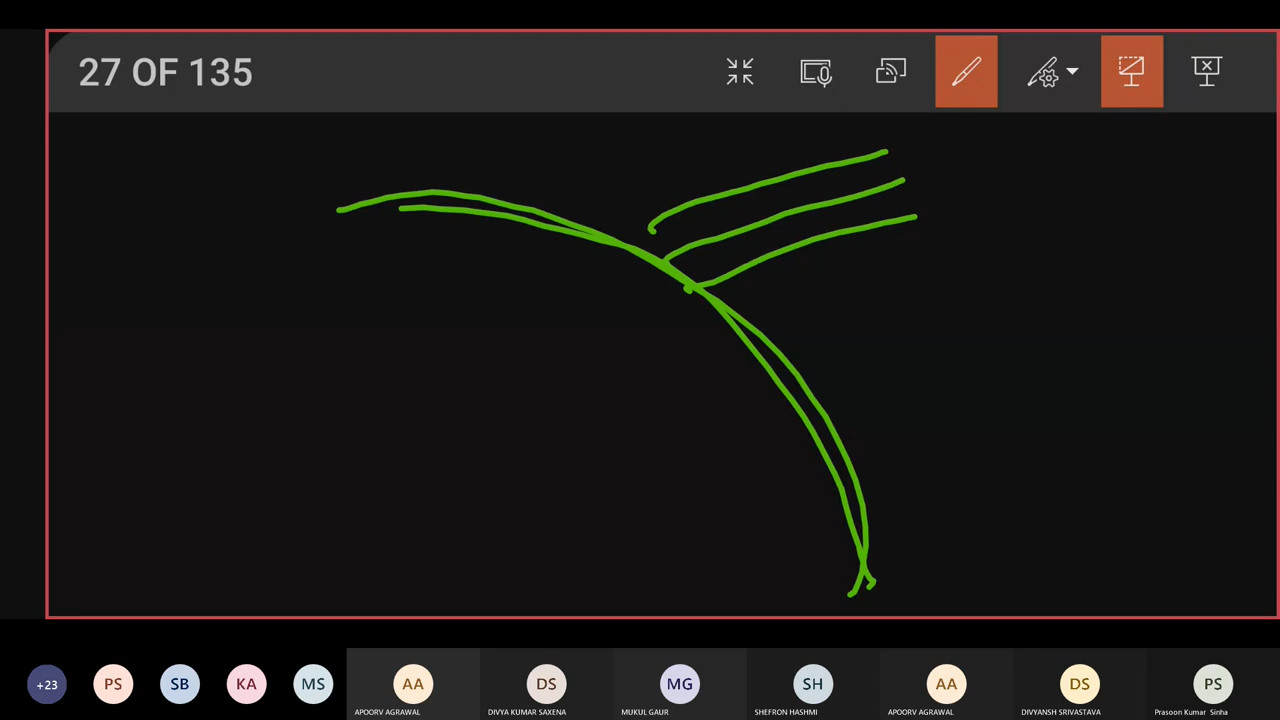 27 OF 135
+23 PS SB KA MS AA DS MG SH AA DS PS
APOORV AGRAWAL DIVYA KUMAR SAXENA MUKUL GAUR SHEFRON HASHMI APOORV AGRAWAL DIVYANSH SRIVASTAVA Prasoon Kumar Sinha